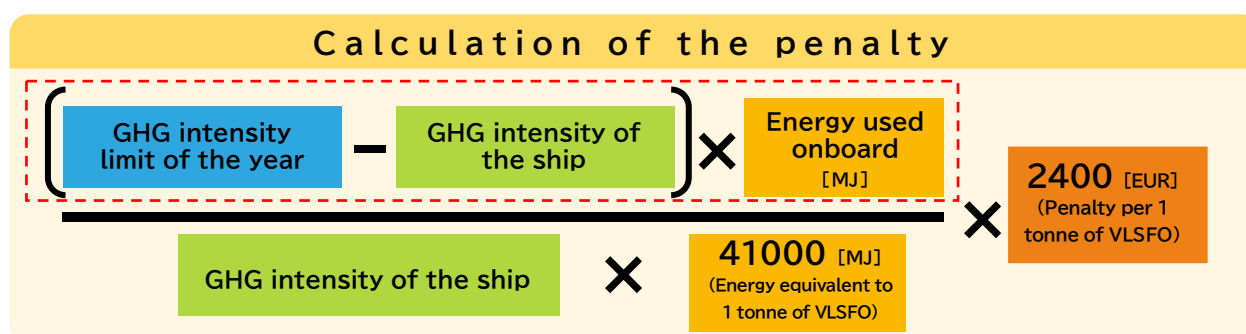 Calculation of the penalty
GHG intensity
limit of the year
GHG intensity of
the ship
Energy used
onboard
[MJ]
2400 [EUR]
(Penalty per 1
tonne of VLSFO)
GHG intensity of the ship
41000 [MJ]
(Energy equivalent to
1 tonne of VLSFO)